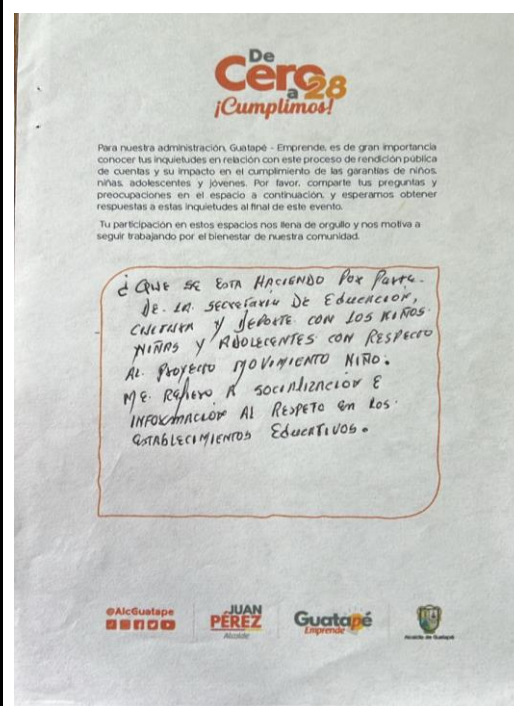 De
Cero
a 28
¡Cumplimos!
Para nuestra administración, Guatapé - Emprende, es de gran importancia
conocer tus inquietudes en relación con este proceso de rendición pública
de cuentas y su impacto en el cumplimiento de las garantías de niños,
niñas, adolescentes y jóvenes. Por favor, comparte tus preguntas y
preocupaciones en el espacio a continuación, y esperamos obtener
respuestas a estas inquietudes al final de este evento.
Tu participación en estos espacios nos llena de orgullo y nos motiva a
seguir trabajando por el bienestar de nuestra comunidad.
¿ QUE SE ESTA HACIENDO POR PARTE.
DE. LA. SECRETARIA DE EDUCACION,
CULTURA Y DEPORTE CON LOS NIÑOS
NIÑAS Y ADOLECENTES CON RESPECTO
AL PROYECTO MOVIMIENTO NIÑO.
ME. REFIERO A SOCIALIZACION E
INFORMACION AL RESPETO EN LOS.
ESTABLECIMIENTOS EDUCATIVOS.
@AlcGuatape
JUAN
PÉREZ
Alcalde
Guatapé
Emprende
Alcaldía de Guatapé